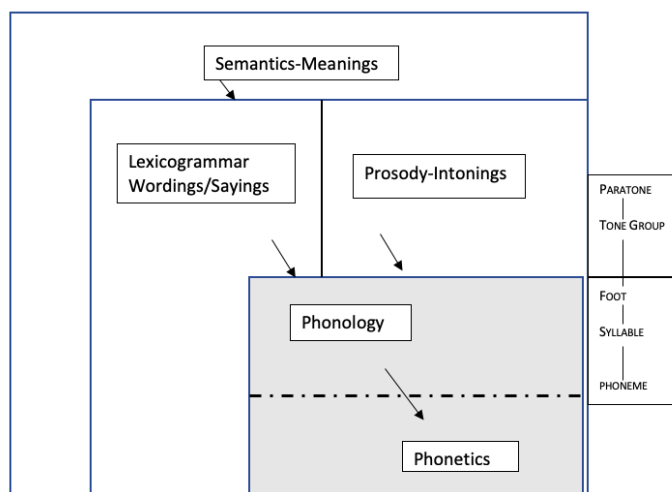 Semantics-Meanings
Lexicogrammar
Wordings/Sayings
Prosody-Intonings
PARATONE
TONE GROUP
Phonology
FOOT
SYLLABLE
PHONEME
Phonetics